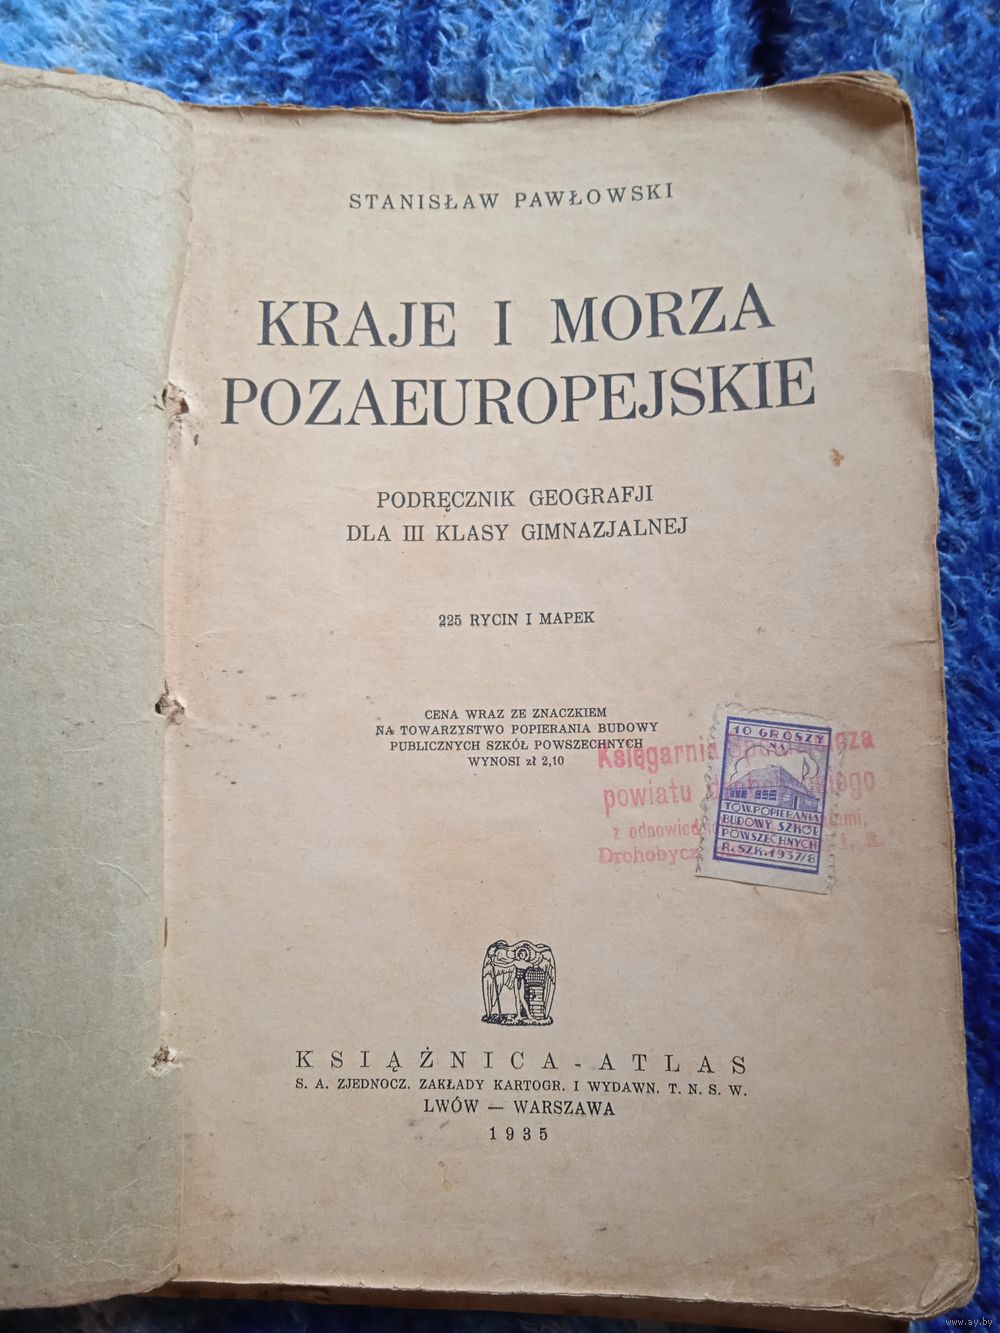 STANISŁAW PAWŁOWSKI
KRAJE I MORZA
POZAEUROPEJSKIE
PODRĘCZNIK GEOGRAFJI
DLA III KLASY GIMNAZJALNEJ
225 RYCIN I MAPEK
CENA WRAZ ZE ZNACZKIEM
NA TOWARZYSTWO POPIERANIA BUDOWY
PUBLICZNYCH SZKÓŁ POWSZECHNYCH
WYNOSI zł 2,10
Księgarnia
powiatu
z odpowied
Drohobycz
10 GROSZY
NA
TOW. POPIERANIA
BUDOWY SZKÓŁ
POWSZECHNYCH
R. SZK. 1937/8
KSIĄŻNICA-ATLAS
S. A. ZJEDNOCZ. ZAKŁADY KARTOGR. I WYDAWN. T. N. S. W.
LWÓW — WARSZAWA
1935
www.ay.by